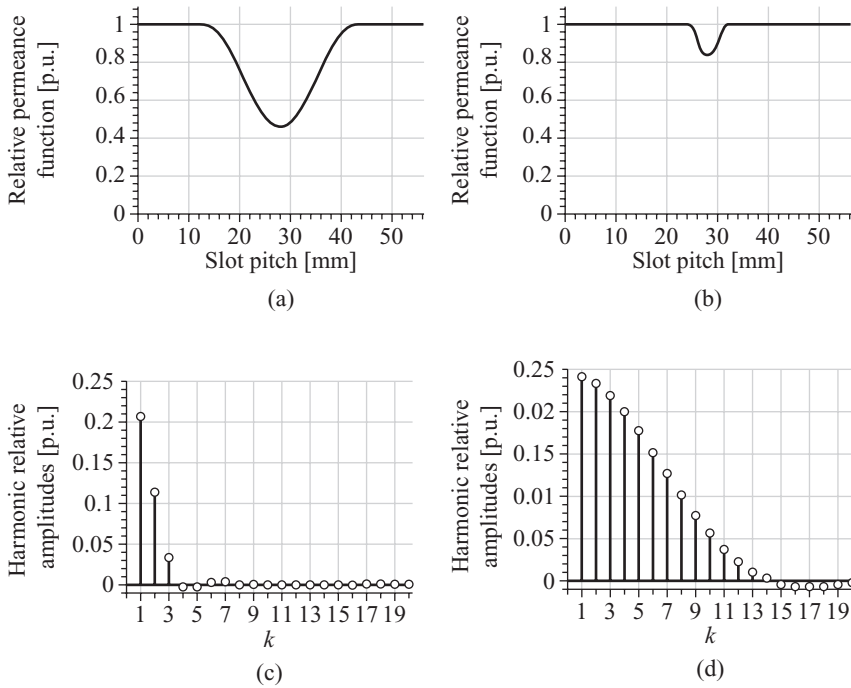 Relative permeance
function [p.u.]
1
0.8
0.6
0.4
0.2
0
0 10 20 30 40 50
Slot pitch [mm]
(a)
Relative permeance
function [p.u.]
1
0.8
0.6
0.4
0.2
0
0 10 20 30 40 50
Slot pitch [mm]
(b)
Harmonic relative
amplitudes [p.u.]
0.25
0.2
0.15
0.1
0.05
0
1 3 5 7 9 11 13 15 17 19
k
(c)
Harmonic relative
amplitudes [p.u.]
0.25
0.02
0.15
0.01
0.05
0
1 3 5 7 9 11 13 15 17 19
k
(d)